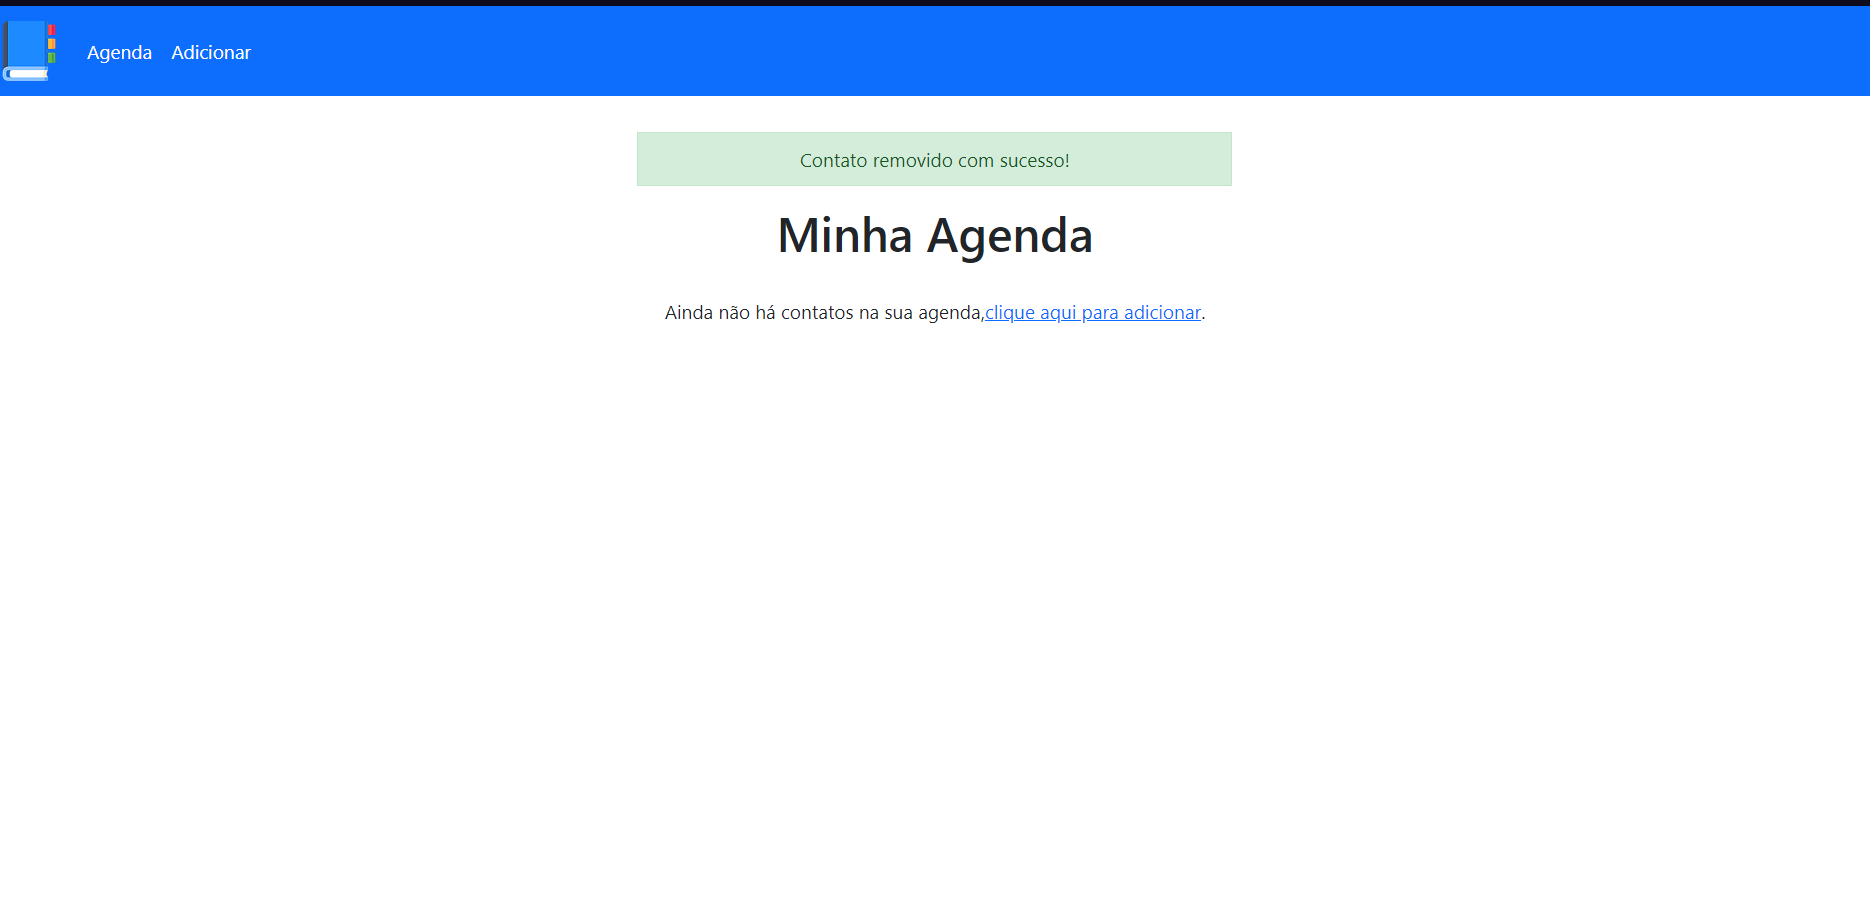 Agenda Adicionar
Contato removido com sucesso!
Minha Agenda
Ainda não há contatos na sua agenda,clique aqui para adicionar.